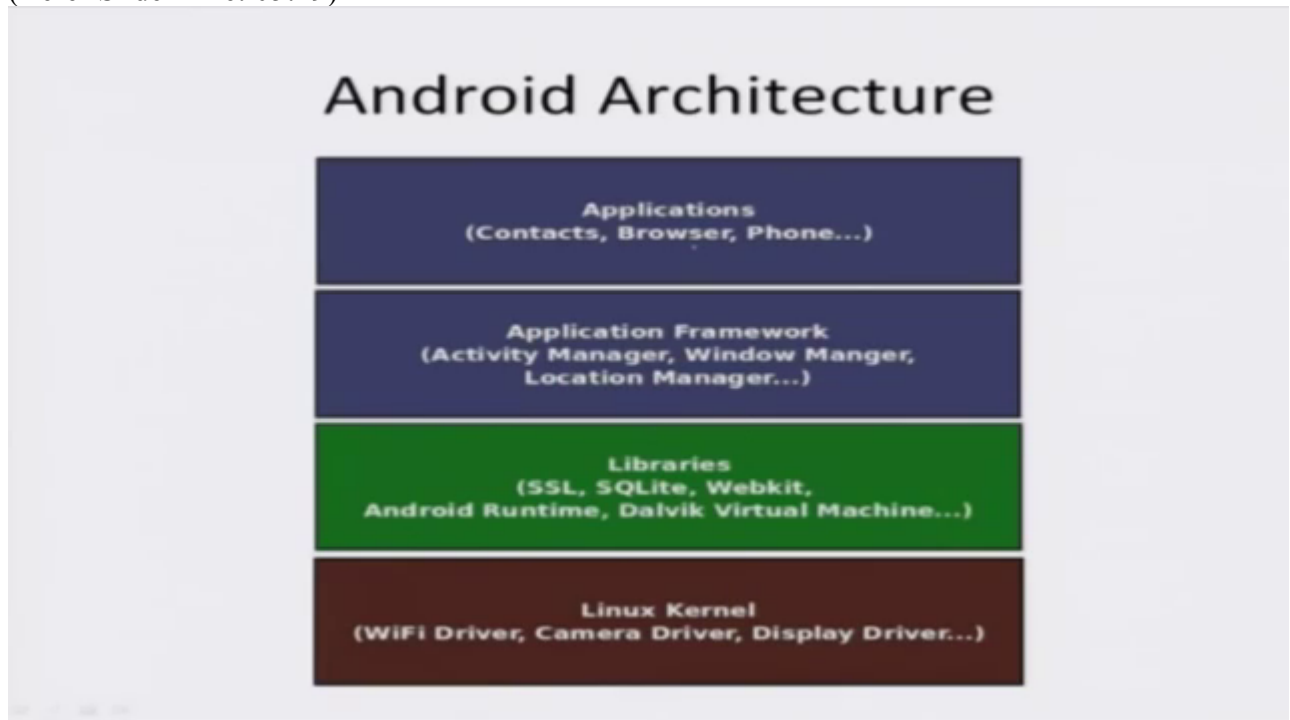 Android Architecture
Applications
(Contacts, Browser, Phone...)
Application Framework
(Activity Manager, Window Manger,
Location Manager...)
Libraries
(SSL, SQLite, Webkit,
Android Runtime, Dalvik Virtual Machine...)
Linux Kernel
(WiFi Driver, Camera Driver, Display Driver...)